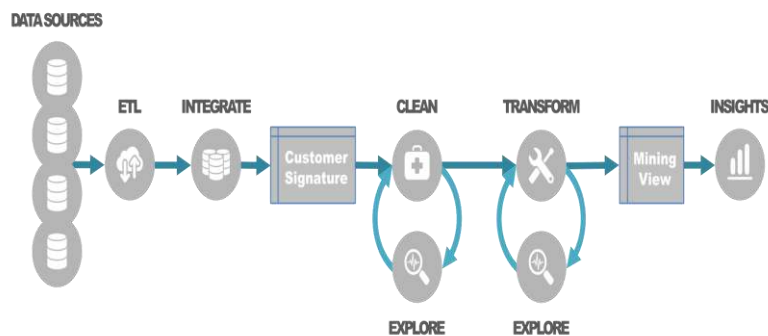 DATA SOURCES
ETL
INTEGRATE
CLEAN
TRANSFORM
INSIGHTS
Customer
Signature
Mining
View
EXPLORE
EXPLORE